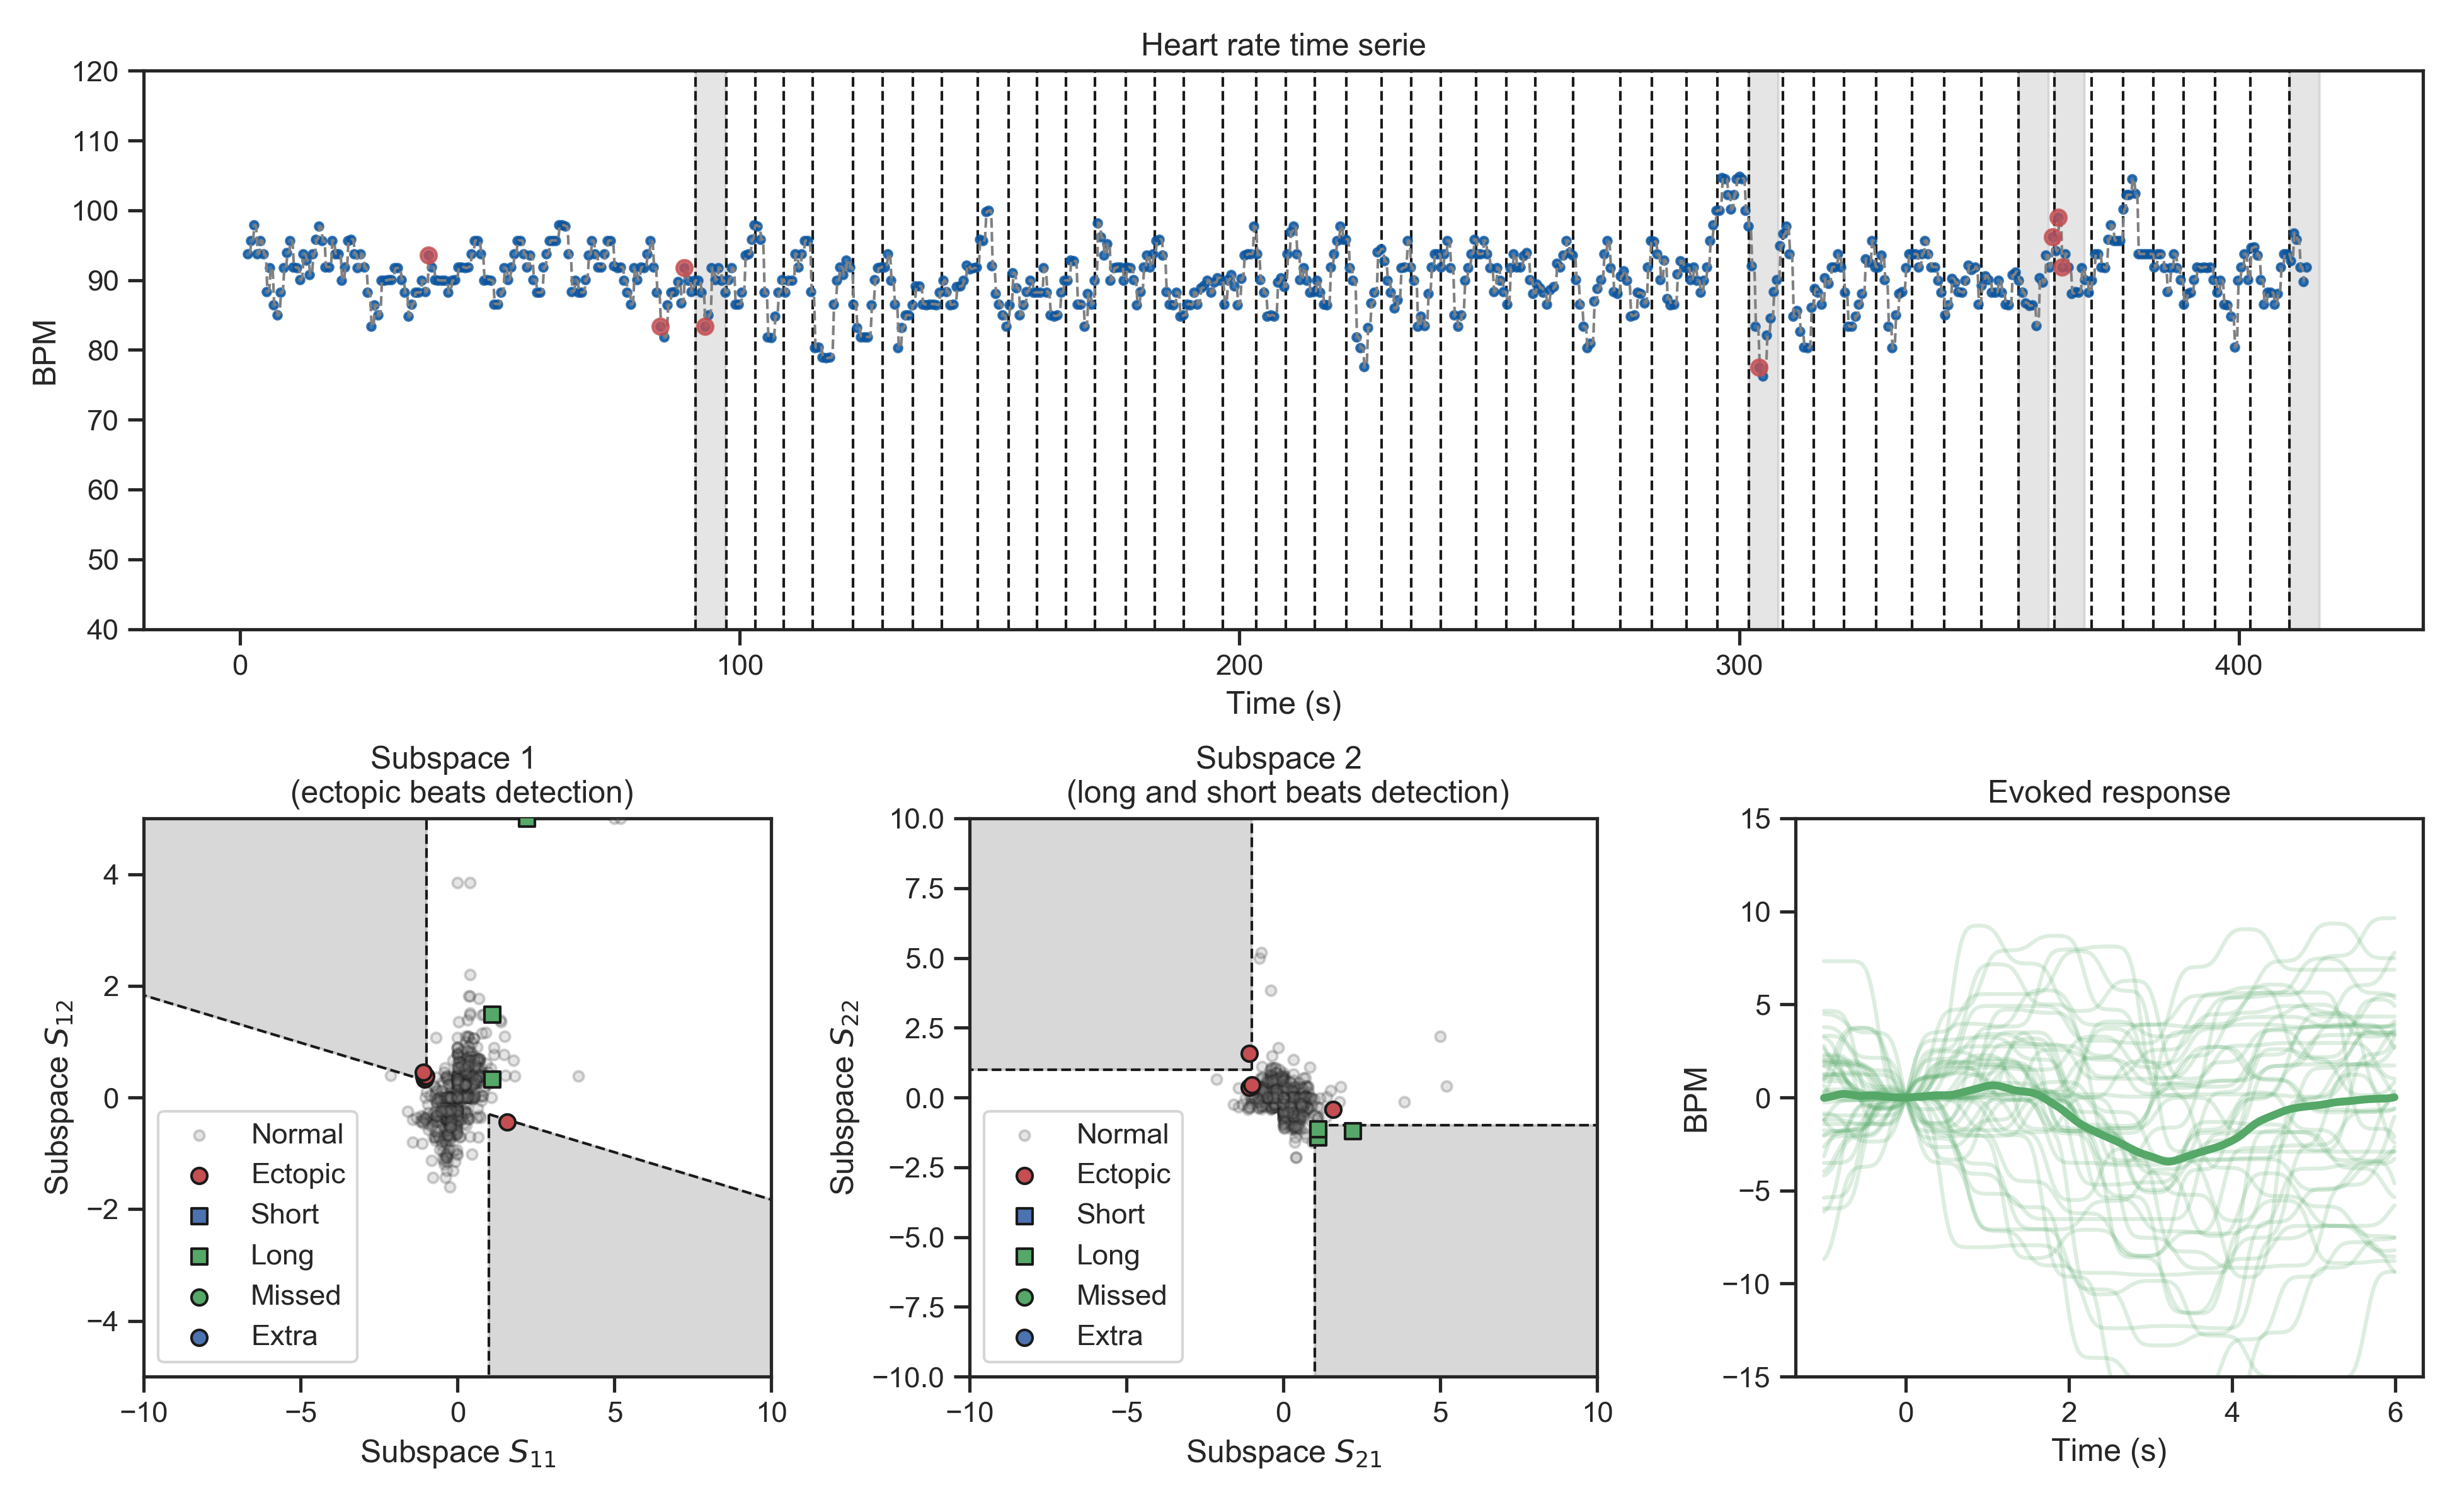 Heart rate time serie
120
110
100
90
80
70
60
50
40
BPM
0 100 200 300 400
Time (s)
Subspace 1
(ectopic beats detection)
4
2
0
−2
−4
Subspace S12
Normal
Ectopic
Short
Long
Missed
Extra
−10 −5 0 5 10
Subspace S11
Subspace 2
(long and short beats detection)
10.0
7.5
5.0
2.5
0.0
−2.5
−5.0
−7.5
−10.0
Subspace S22
Normal
Ectopic
Short
Long
Missed
Extra
−10 −5 0 5 10
Subspace S21
Evoked response
15
10
5
0
−5
−10
−15
BPM
0 2 4 6
Time (s)